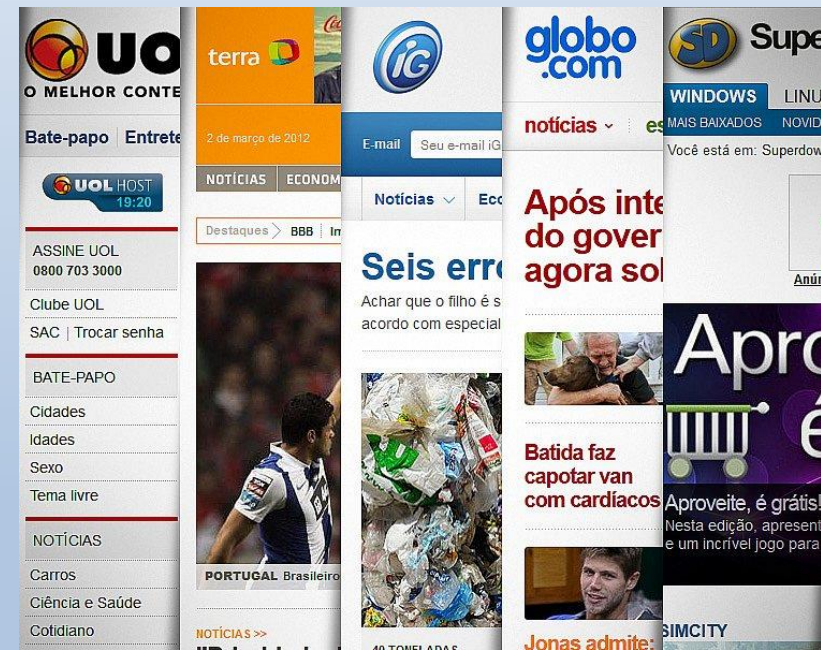 UO
O MELHOR CONTE
Bate-papo
Entrete
UOL HOST
19:20
ASSINE UOL
0800 703 3000
Clube UOL
SAC | Trocar senha
BATE-PAPO
Cidades
Idades
Sexo
Tema livre
NOTÍCIAS
Carros
Ciência e Saúde
Cotidiano
terra
2 de março de 2012
NOTÍCIAS
ECONOM
Destaques
BBB
PORTUGAL Brasileiro
NOTÍCIAS >>
iG
E-mail
Seu e-mail iG
Notícias
Eco
Seis erro
Achar que o filho é s
acordo com especial
40 TONELADAS
globo
.com
notícias
es
Após inte
do gover
agora sol
Batida faz
capotar van
com cardíacos
Jonas admite:
SD
Supe
WINDOWS
LINU
MAIS BAIXADOS
NOVID
Você está em: Superdow
Anún
Apro
é
Aproveite, é grátis!
Nesta edição, apresent
e um incrível jogo para
SIMCITY